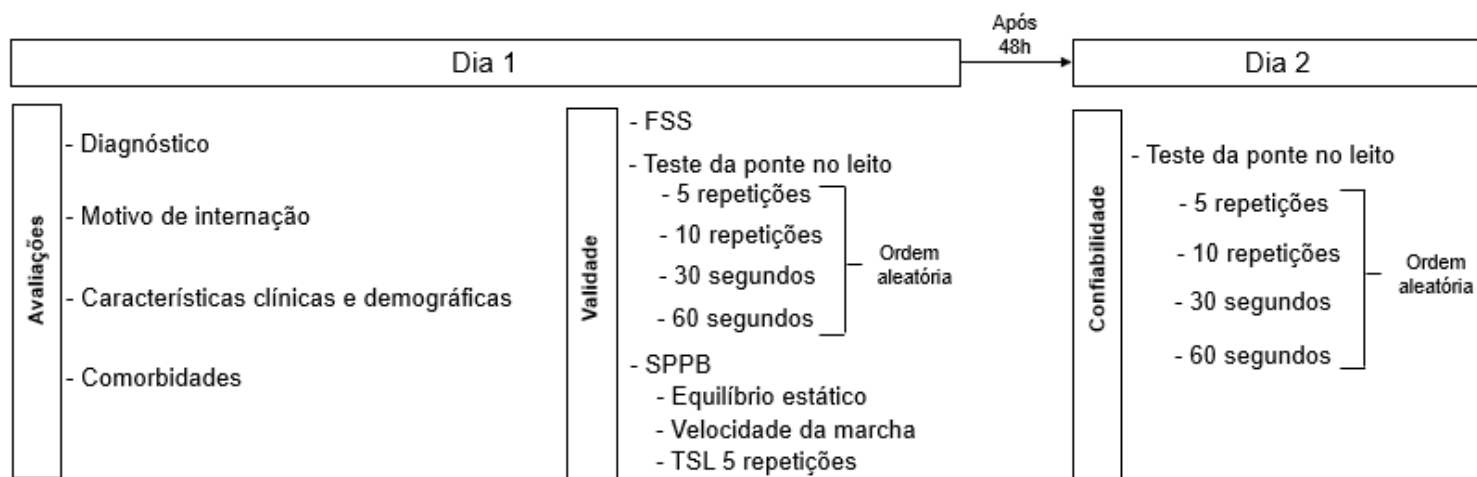 Dia 1
Após
48h
Dia 2
Avaliações
- Diagnóstico
- Motivo de internação
- Características clínicas e demográficas
- Comorbidades
Validade
- FSS
- Teste da ponte no leito
- 5 repetições
- 10 repetições
- 30 segundos
- 60 segundos
Ordem
aleatória
- SPPB
- Equilíbrio estático
- Velocidade da marcha
- TSL 5 repetições
Confiabilidade
- Teste da ponte no leito
- 5 repetições
- 10 repetições
- 30 segundos
- 60 segundos
Ordem
aleatória